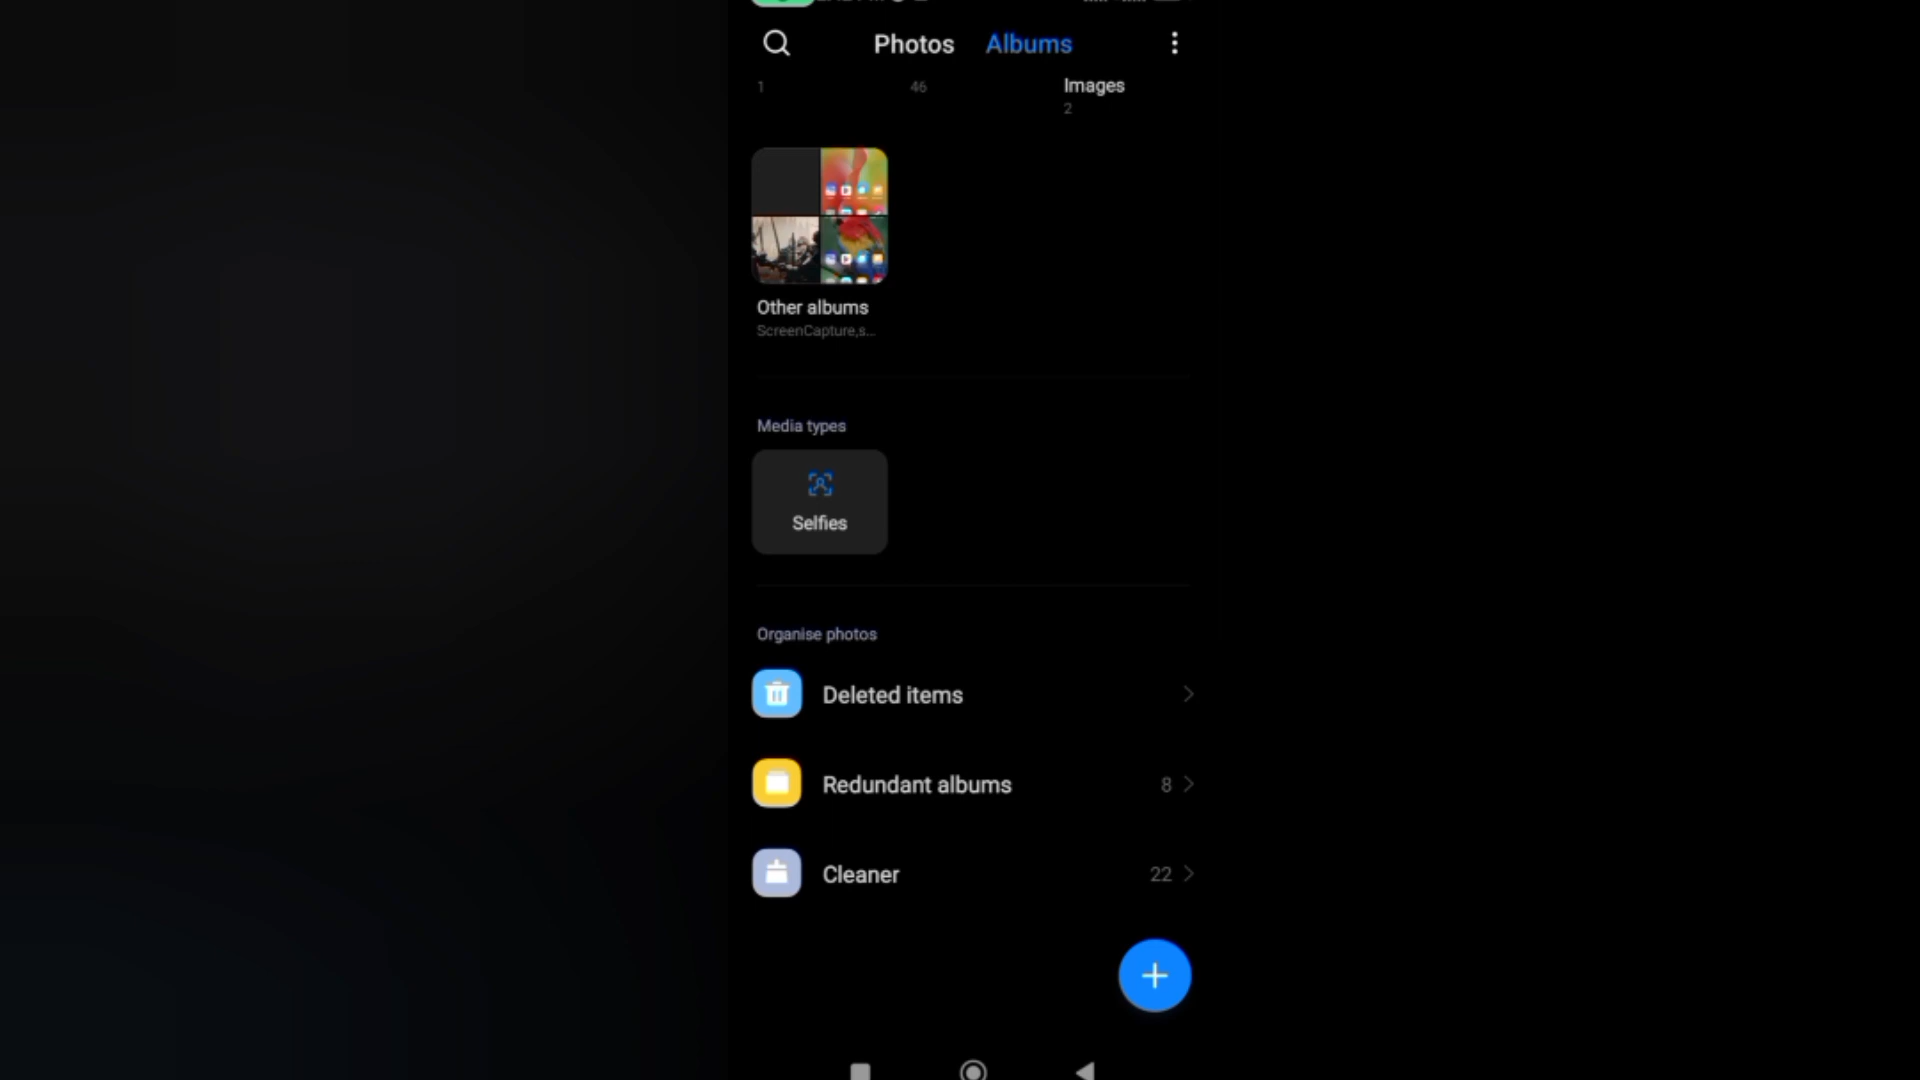 Photos Albums
1 46 Images
2
Other albums
ScreenCapture,s...
Media types
Selfies
Organise photos
Deleted items
Redundant albums 8
Cleaner 22